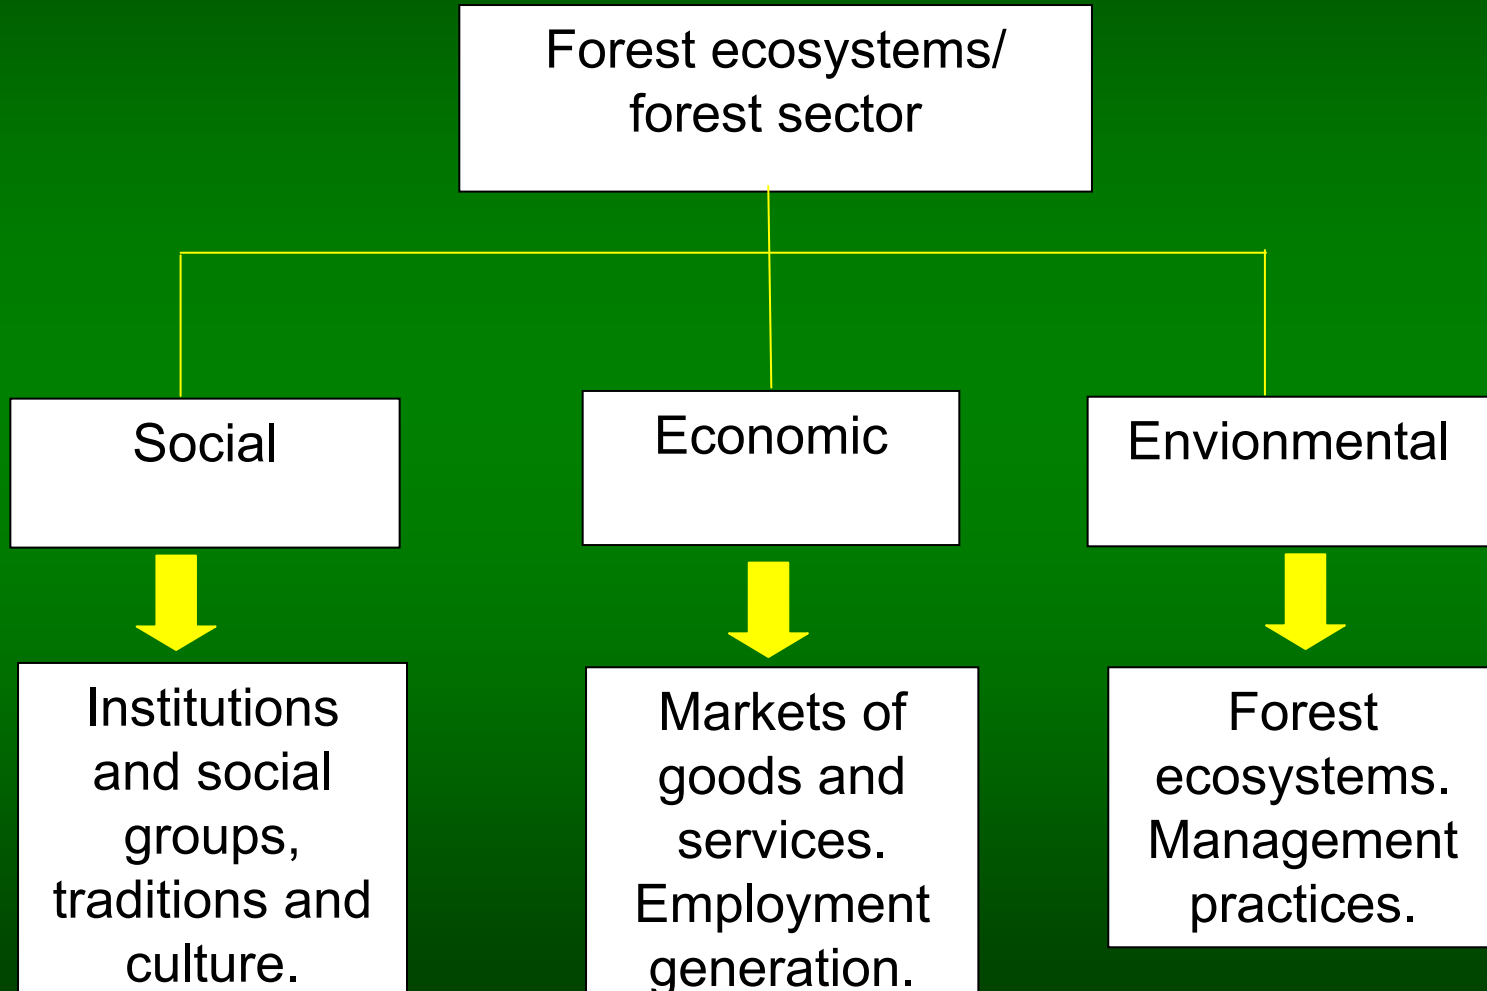 Forest ecosystems/
forest sector
Social
Economic
Envionmental
Institutions
and social
groups,
traditions and
culture.
Markets of
goods and
services.
Employment
generation.
Forest
ecosystems.
Management
practices.